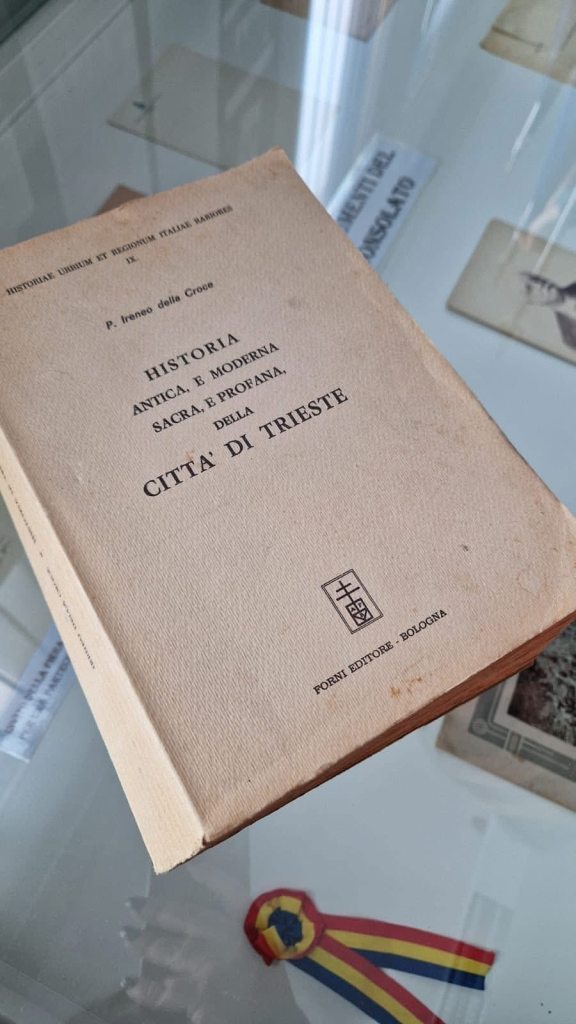 HISTORIAE URBIUM ET REGIONUM ITALIAE RARIORES
IX.
P. Ireneo della Croce
HISTORIA
ANTICA, E MODERNA
SACRA, E PROFANA,
DELLA
CITTA' DI TRIESTE
FORNI EDITORE - BOLOGNA
MENTI DEL
ONSOLATO